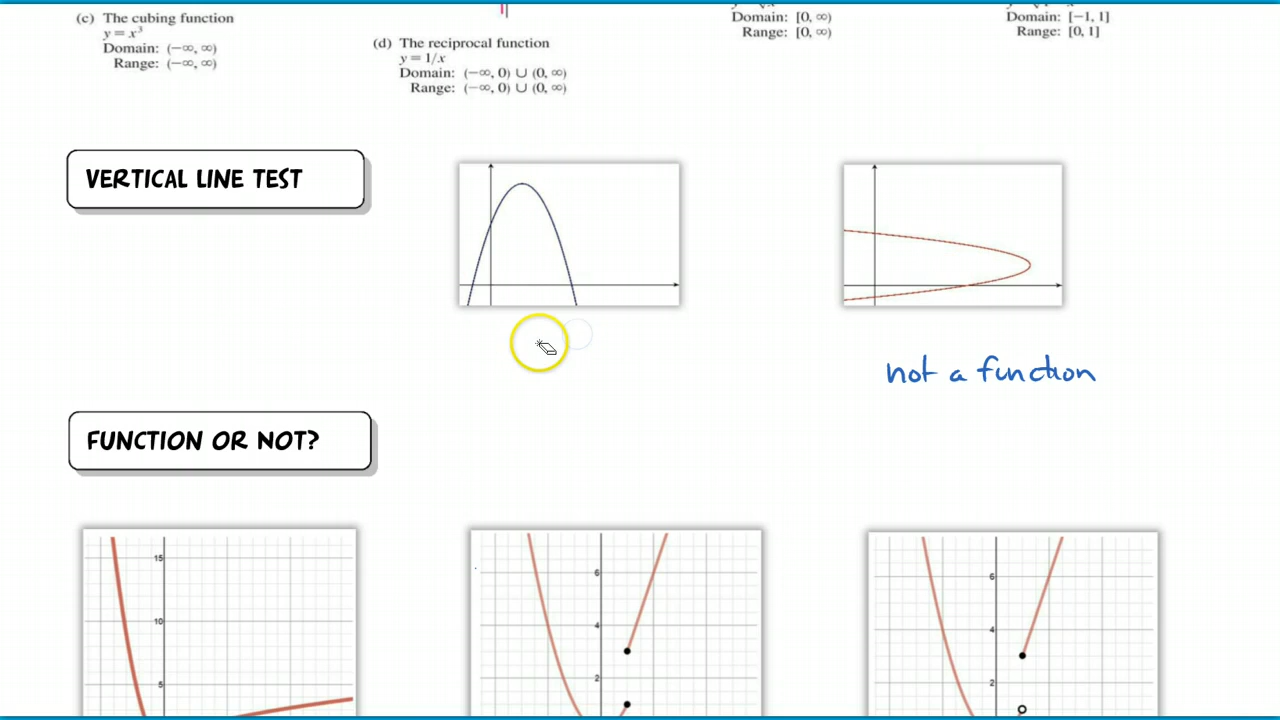 (c) The cubing function
y = x³
Domain: (−∞, ∞)
Range: (−∞, ∞)
(d) The reciprocal function
y = 1/x
Domain: (−∞, 0) ∪ (0, ∞)
Range: (−∞, 0) ∪ (0, ∞)
Domain: [0, ∞)
Range: [0, ∞)
Domain: [−1, 1]
Range: [0, 1]
VERTICAL LINE TEST
not a function
FUNCTION OR NOT?
15
10
5
6
4
2
6
4
2